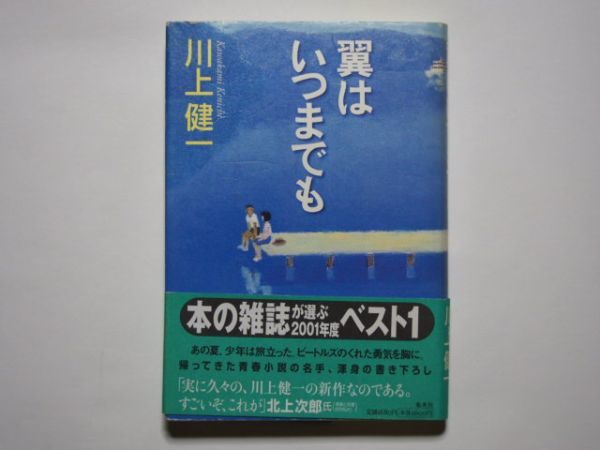 翼は
いつまでも
川上健一
Kawakami Kenichi
本の雑誌が選ぶ2001年度ベスト1
あの夏、少年は旅立った。ビートルズのくれた勇気を胸に。
帰ってきた青春小説の名手、渾身の書き下ろし
「実に久々の、川上健一の新作なのである。
すごいぞ、これが」北上次郎氏
集英社
川上健一